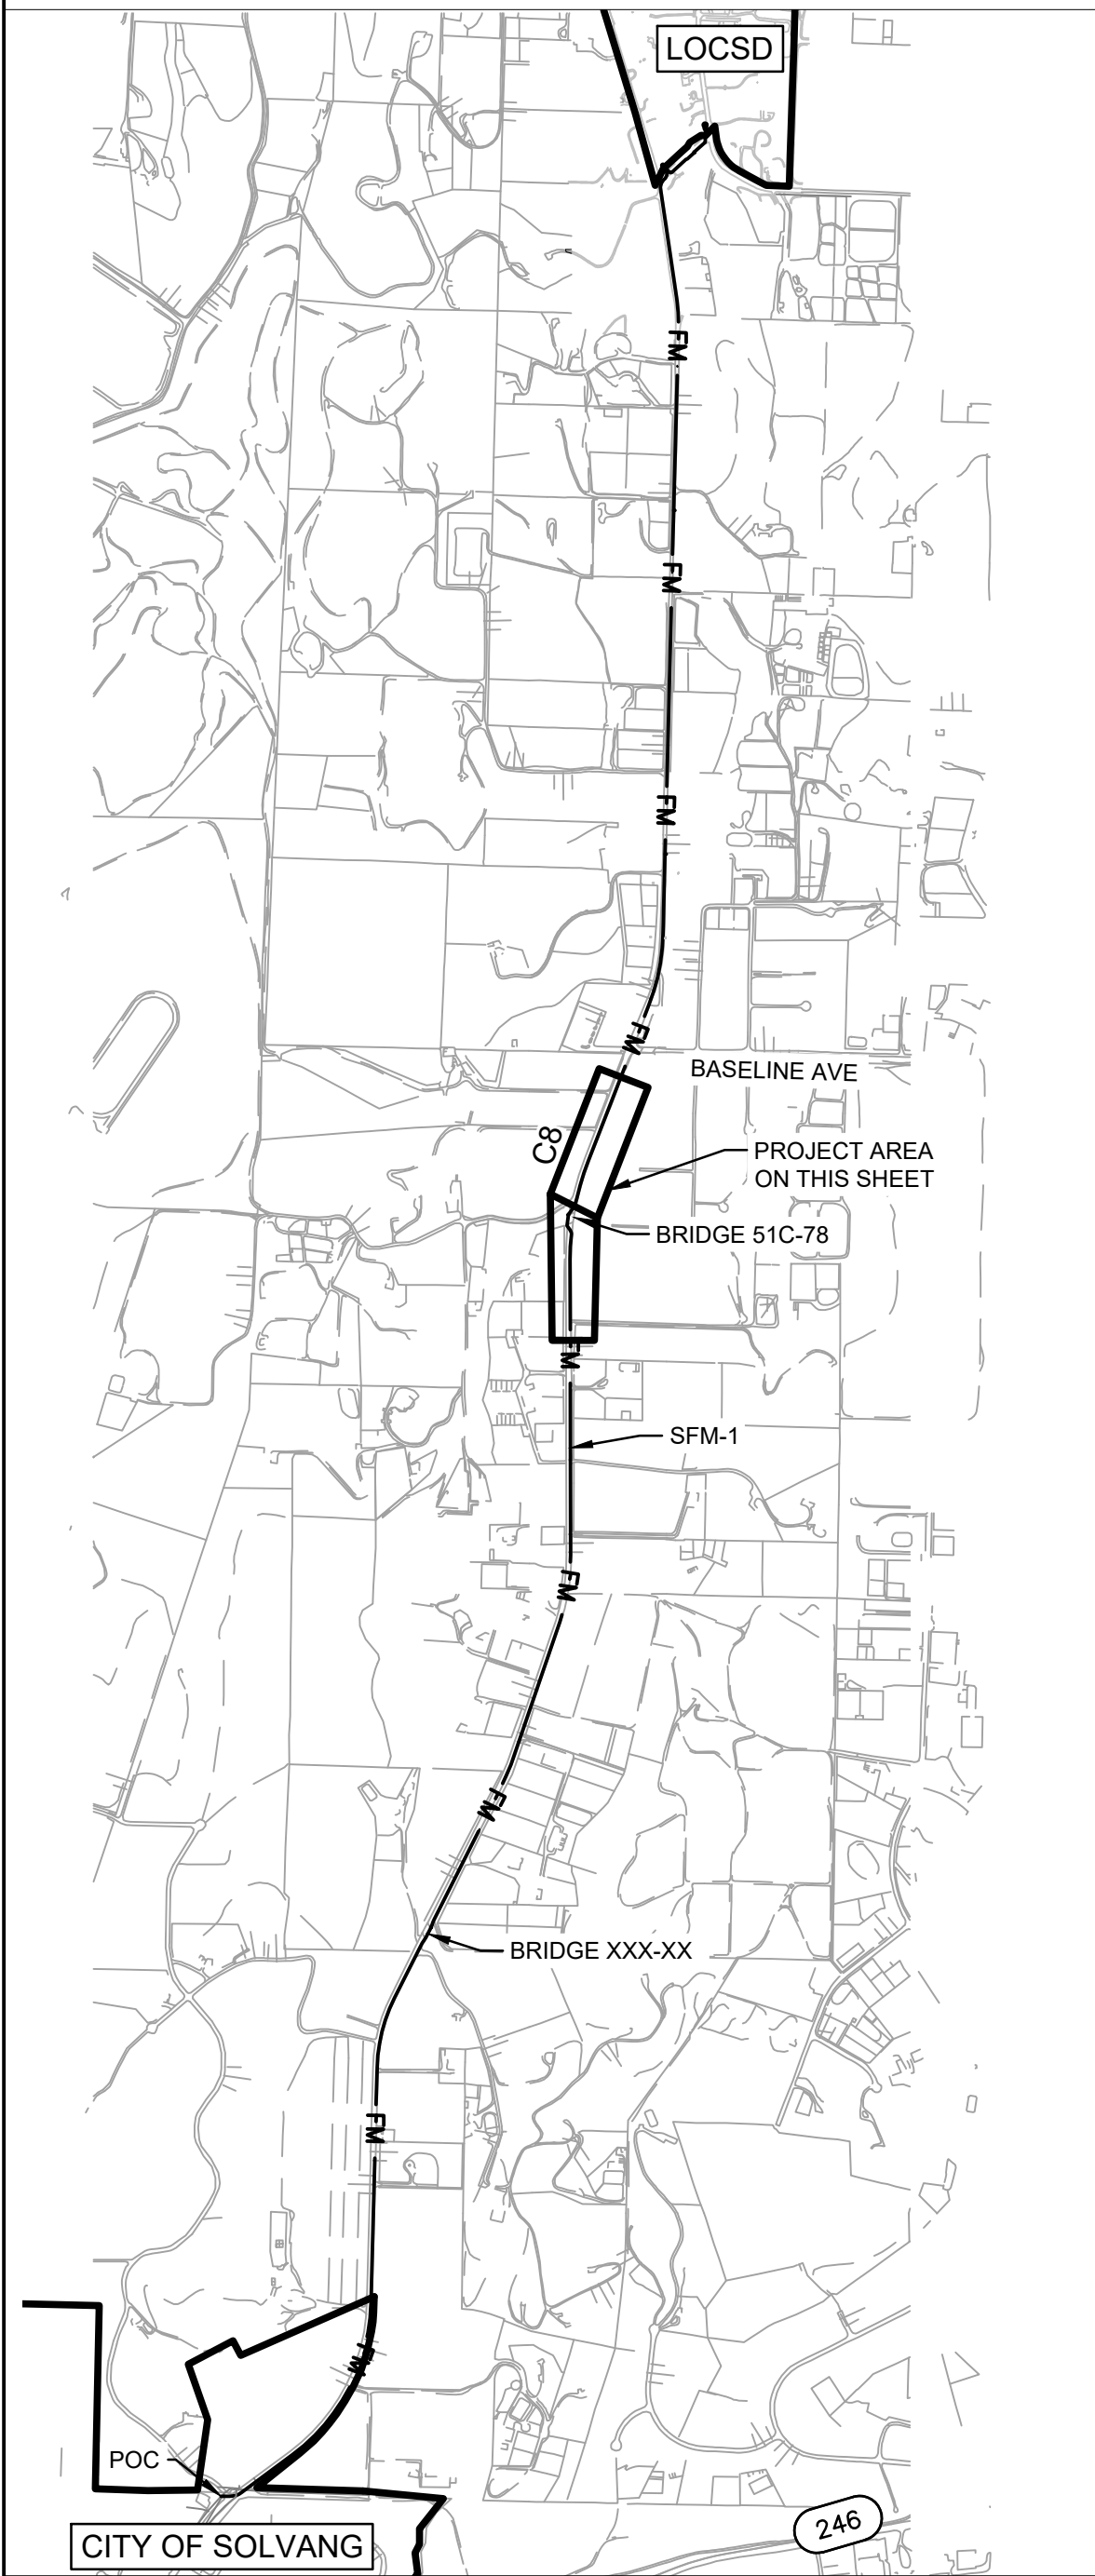 LOCSD
FM
FM
FM
FM
BASELINE AVE
C8
PROJECT AREA
ON THIS SHEET
BRIDGE 51C-78
FM
SFM-1
FM
FM
BRIDGE XXX-XX
FM
FM
POC
246
CITY OF SOLVANG